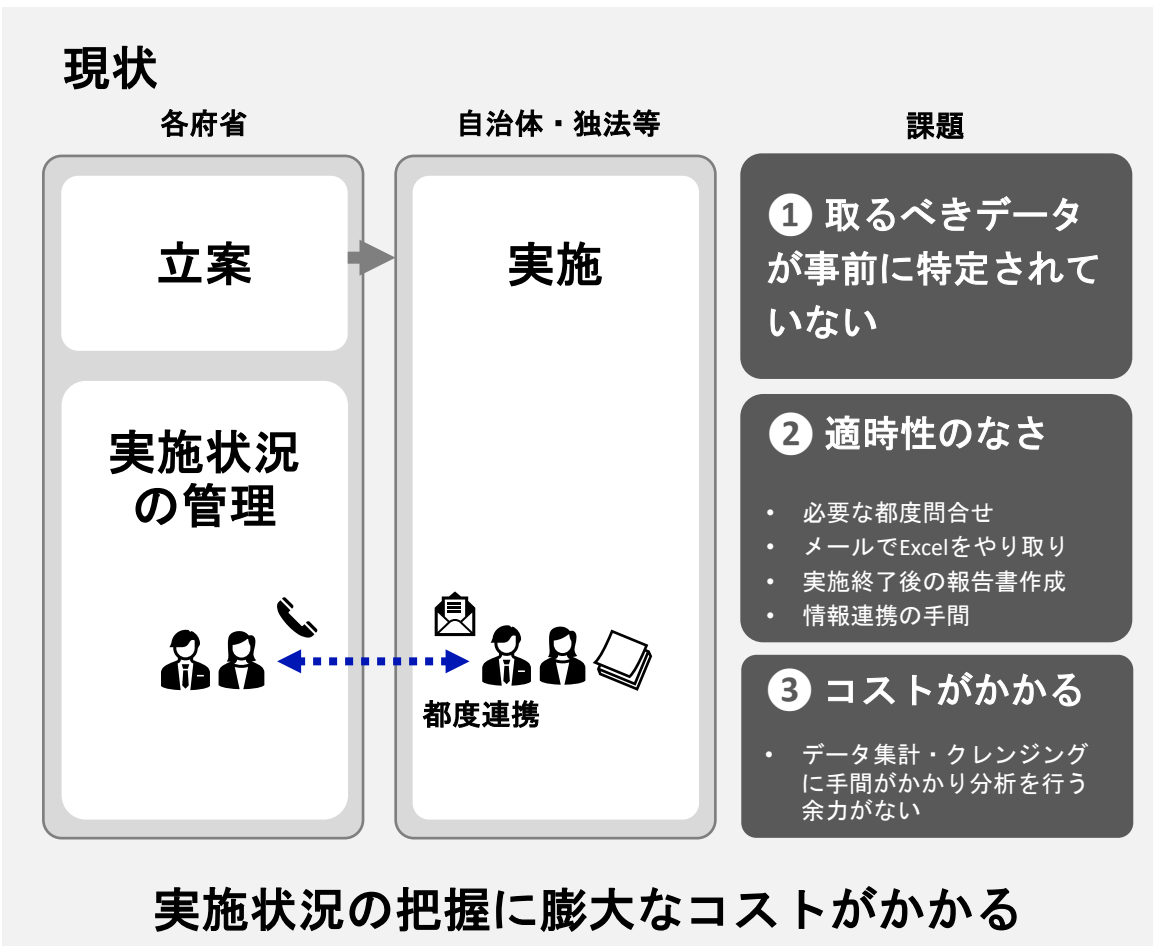 現状
各府省
自治体・独法等
課題
立案
実施
実施状況
の管理
都度連携
❶ 取るべきデータ
が事前に特定されて
いない
❷ 適時性のなさ
• 必要な都度問合せ
• メールでExcelをやり取り
• 実施終了後の報告書作成
• 情報連携の手間
❸ コストがかかる
• データ集計・クレンジング
に手間がかかり分析を行う
余力がない
実施状況の把握に膨大なコストがかかる